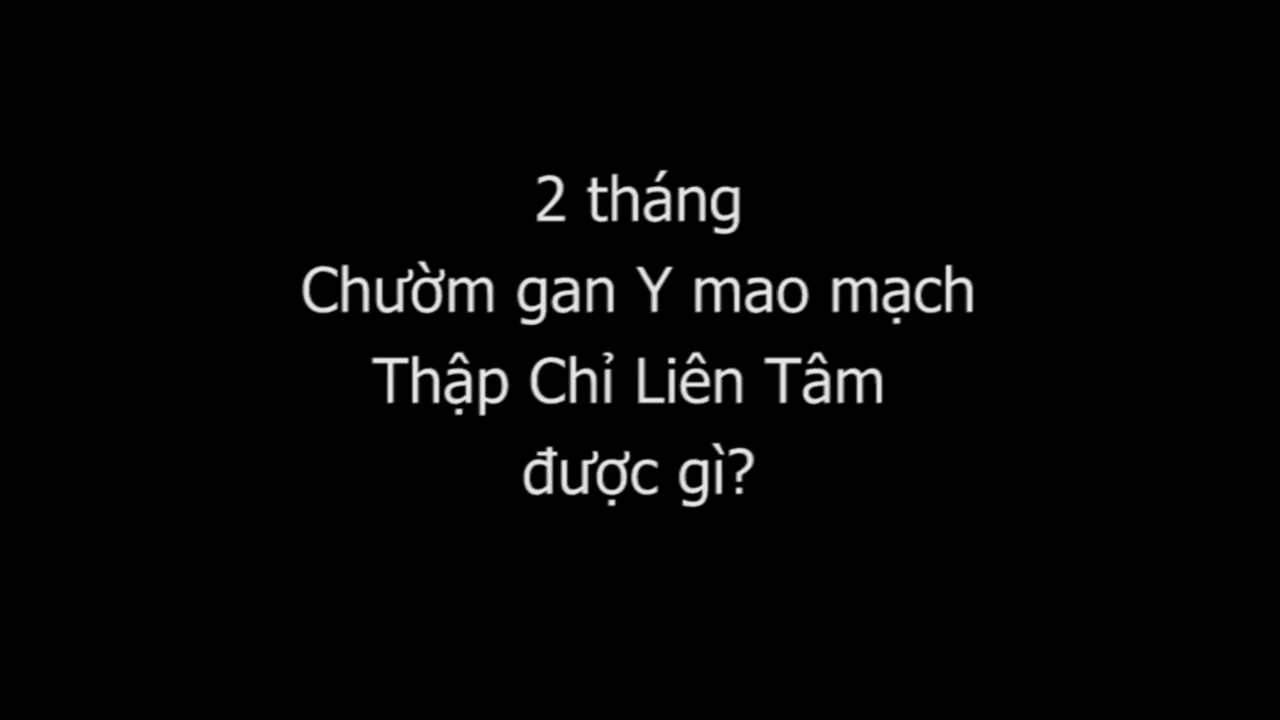 2 tháng
Chườm gan Y mao mạch
Thập Chỉ Liên Tâm
được gì?